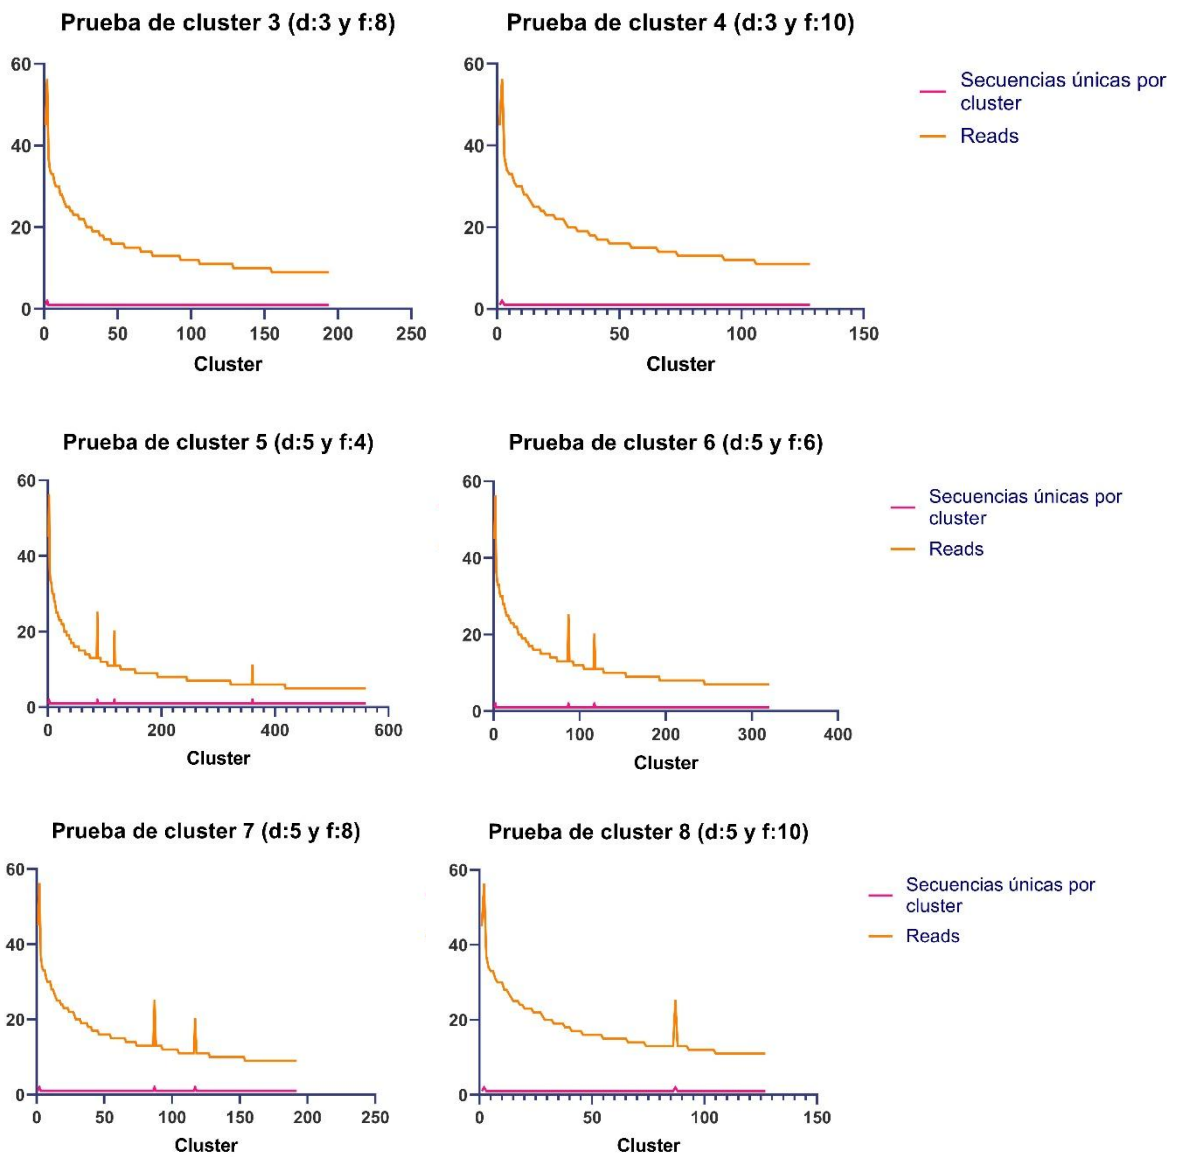 Prueba de cluster 3 (d:3 y f:8)
60
40
20
0
0 50 100 150 200 250
Cluster
Prueba de cluster 4 (d:3 y f:10)
60
40
20
0
0 50 100 150
Cluster
Secuencias únicas por
cluster
Reads
Prueba de cluster 5 (d:5 y f:4)
60
40
20
0
0 200 400 600
Cluster
Prueba de cluster 6 (d:5 y f:6)
60
40
20
0
0 100 200 300 400
Cluster
Secuencias únicas por
cluster
Reads
Prueba de cluster 7 (d:5 y f:8)
60
40
20
0
0 50 100 150 200 250
Cluster
Prueba de cluster 8 (d:5 y f:10)
60
40
20
0
0 50 100 150
Cluster
Secuencias únicas por
cluster
Reads